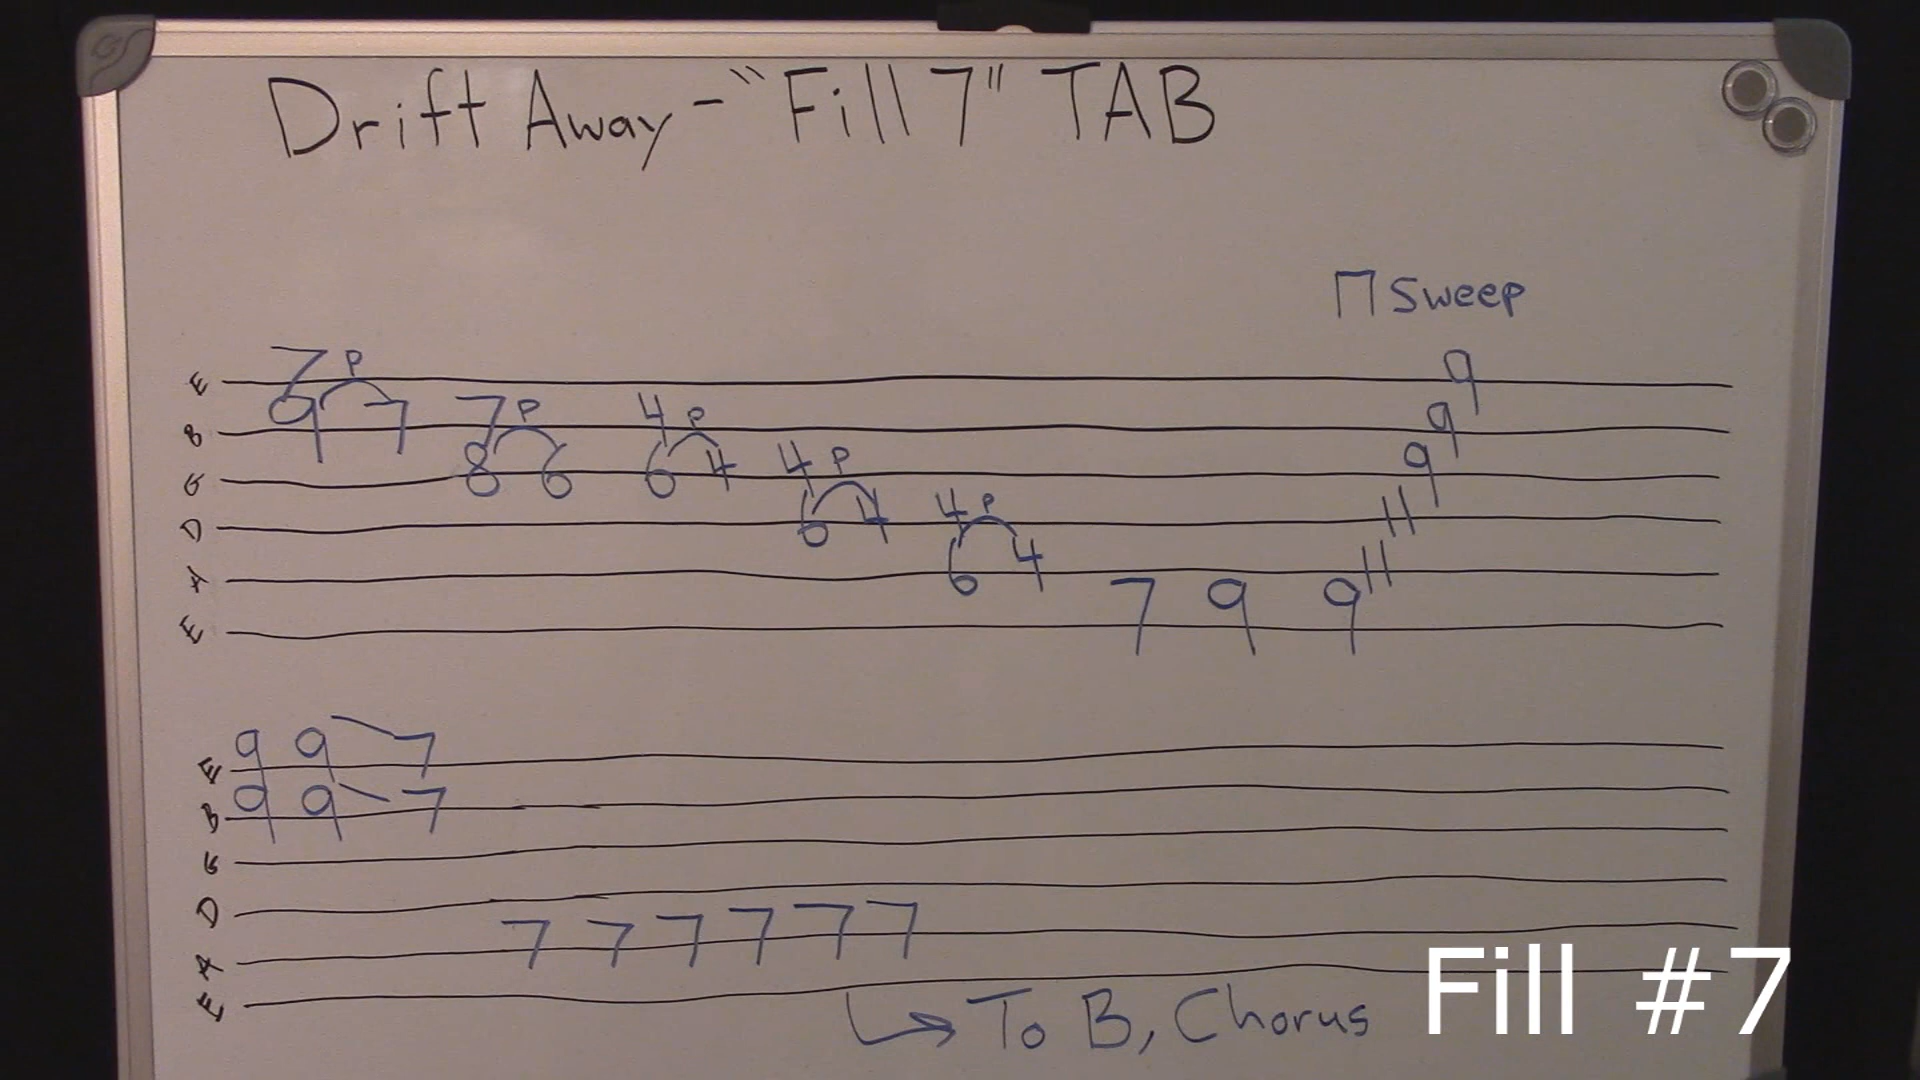 Drift Away - "Fill 7" TAB
⊓ Sweep
E 7 P 9
B 9 7 7 P 4 P 9
G 8 6 6 4 4 P 9
D 6 4 4 P 11
A 6 4 11
E 7 9 9
E 9 9 7
B 9 9 7
G
D
A 7 7 7 7 7 7
E
→ To B, Chorus
Fill #7